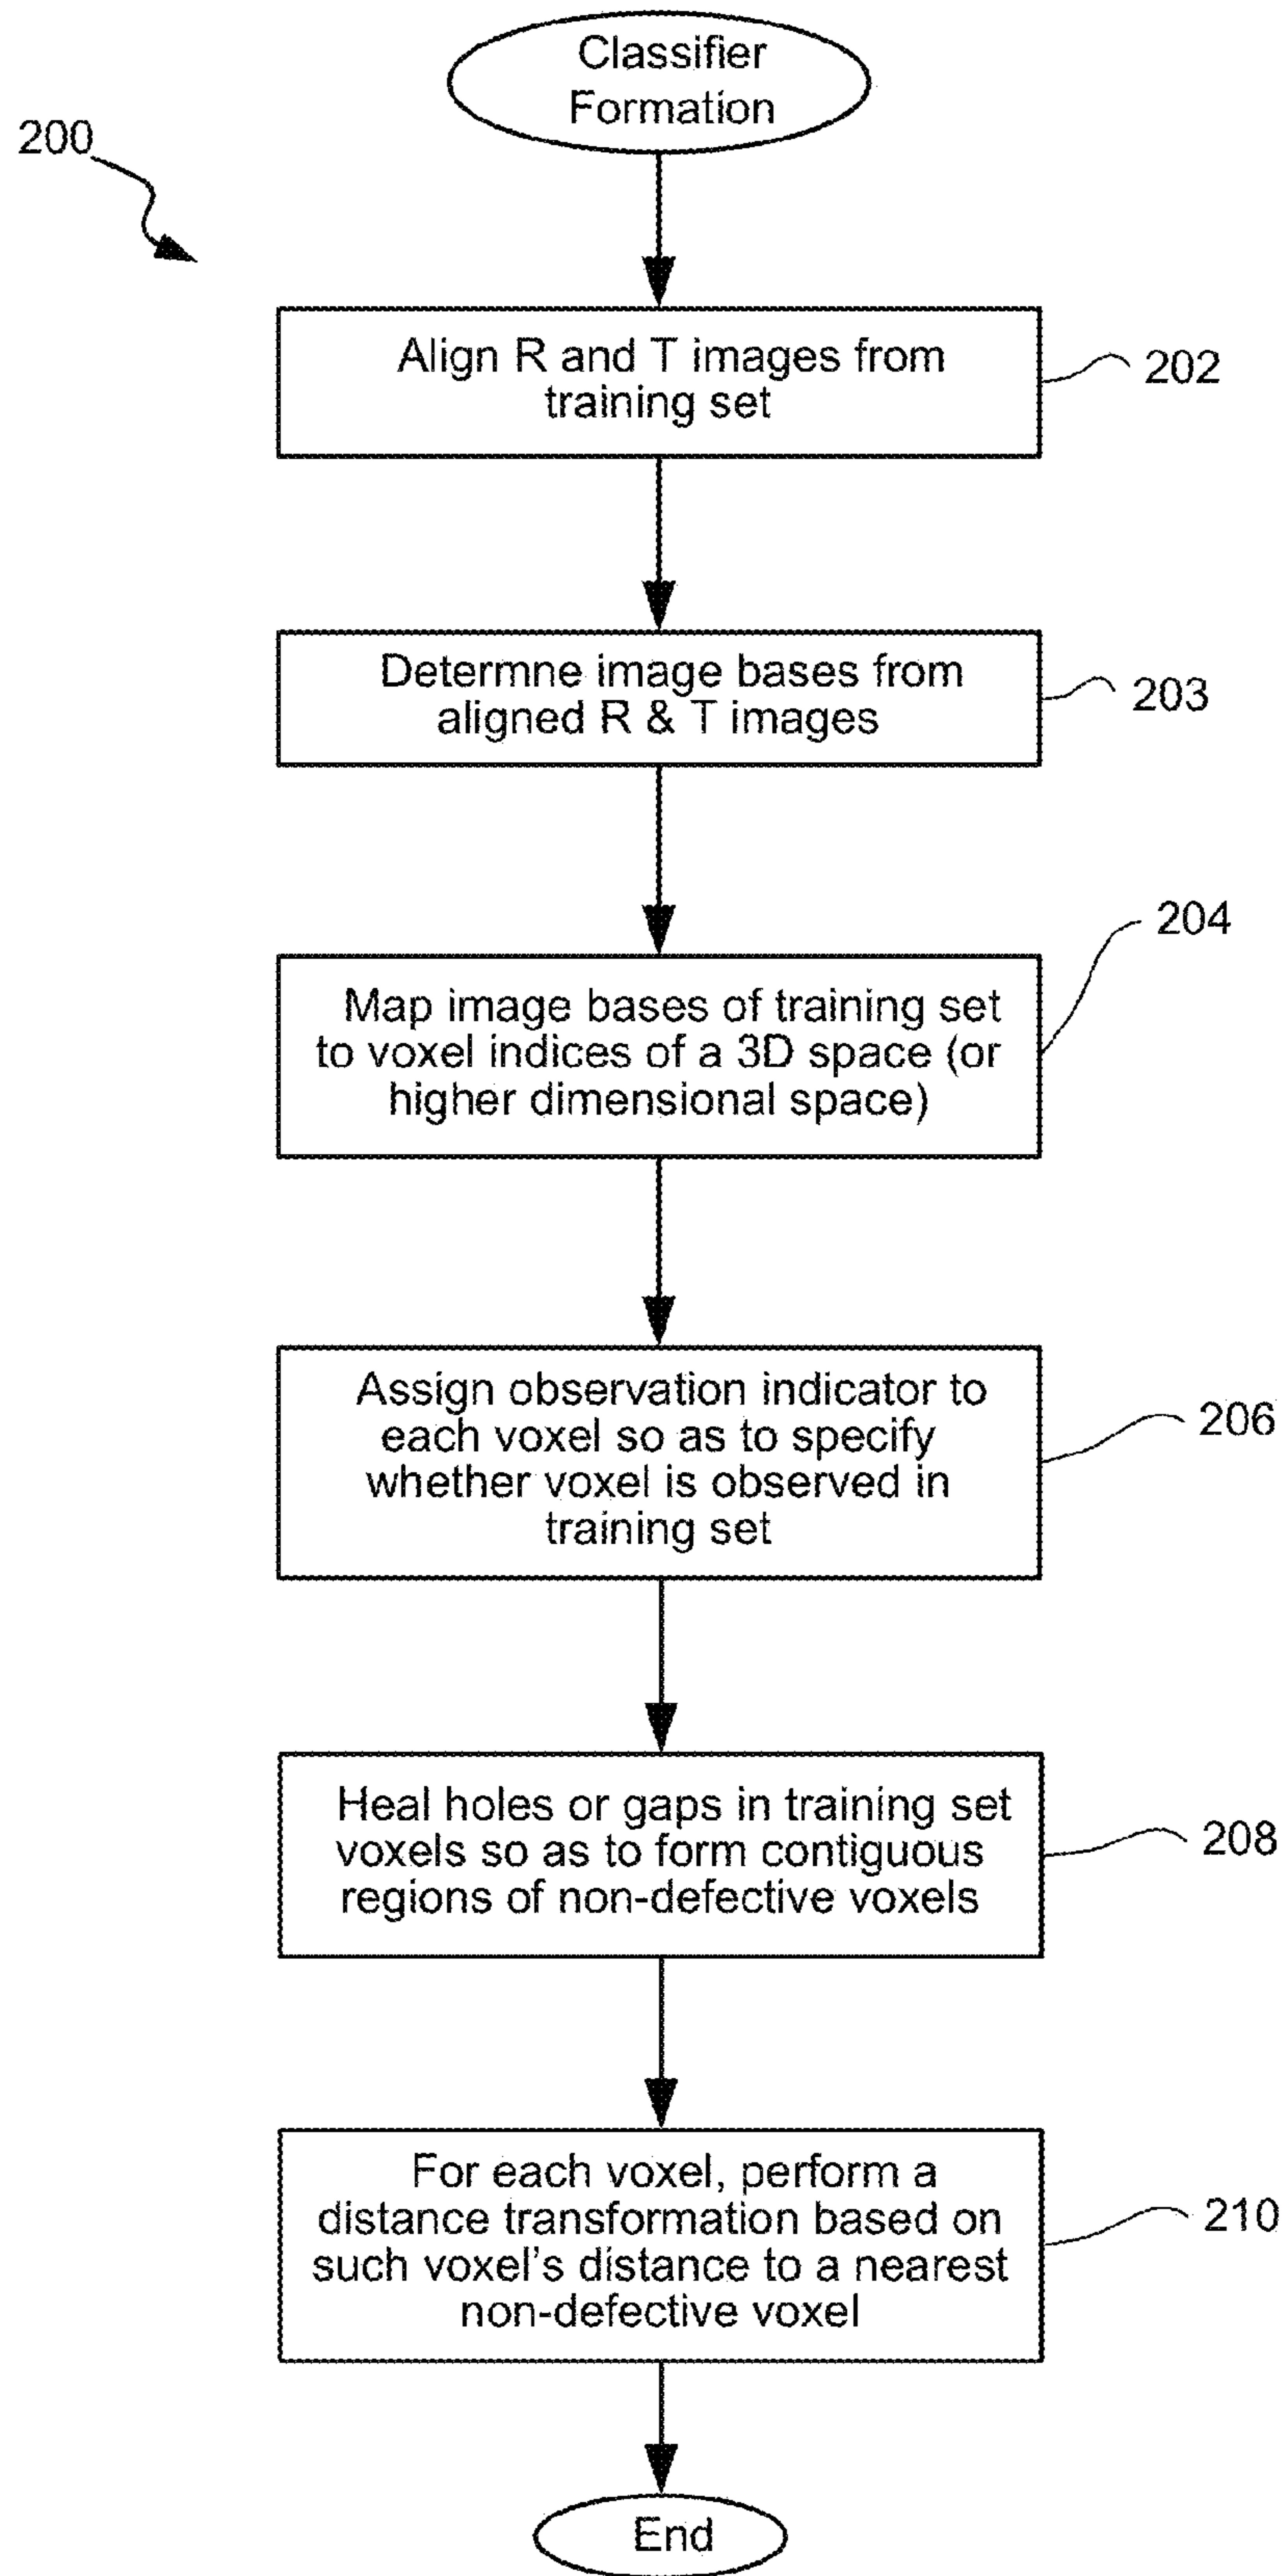 Classifier
Formation
200
Align R and T images from
training set
202
Determne image bases from
aligned R & T images
203
Map image bases of training set
to voxel indices of a 3D space (or
higher dimensional space)
204
Assign observation indicator to
each voxel so as to specify
whether voxel is observed in
training set
206
Heal holes or gaps in training set
voxels so as to form contiguous
regions of non-defective voxels
208
For each voxel, perform a
distance transformation based on
such voxel's distance to a nearest
non-defective voxel
210
End